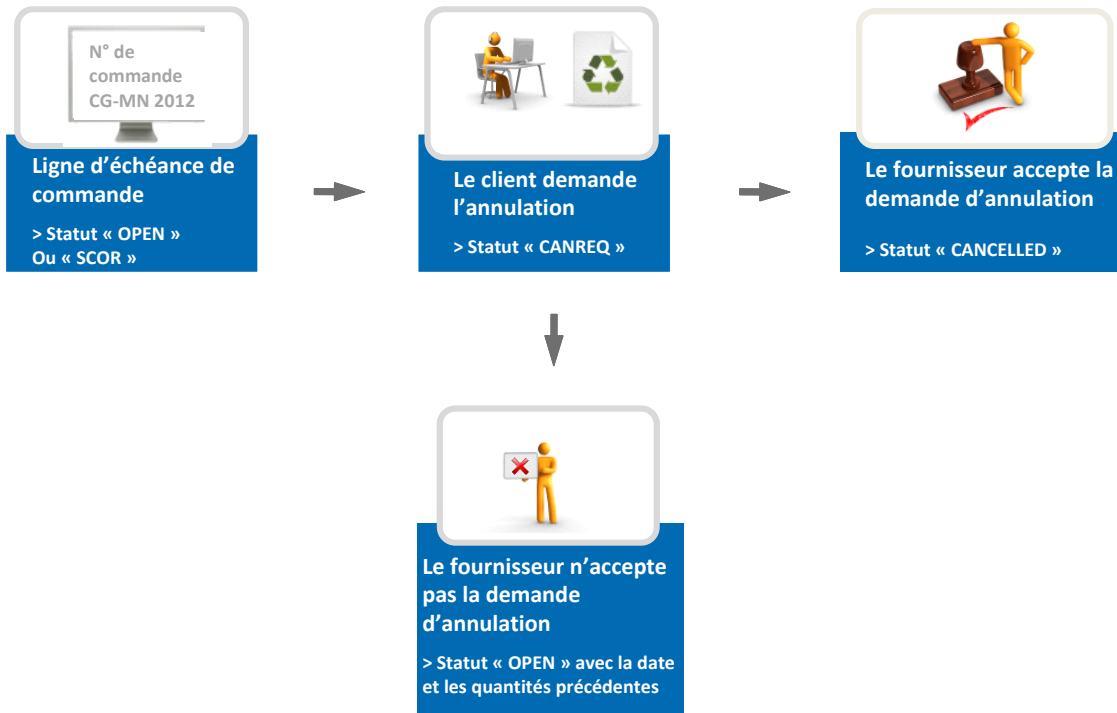 N° de
commande
CG-MN 2012
Ligne d’échéance de
commande
> Statut « OPEN »
Ou « SCOR »
Le client demande
l’annulation
> Statut « CANREQ »
Le fournisseur accepte la
demande d’annulation
> Statut « CANCELLED »
Le fournisseur n’accepte
pas la demande
d’annulation
> Statut « OPEN » avec la date
et les quantités précédentes